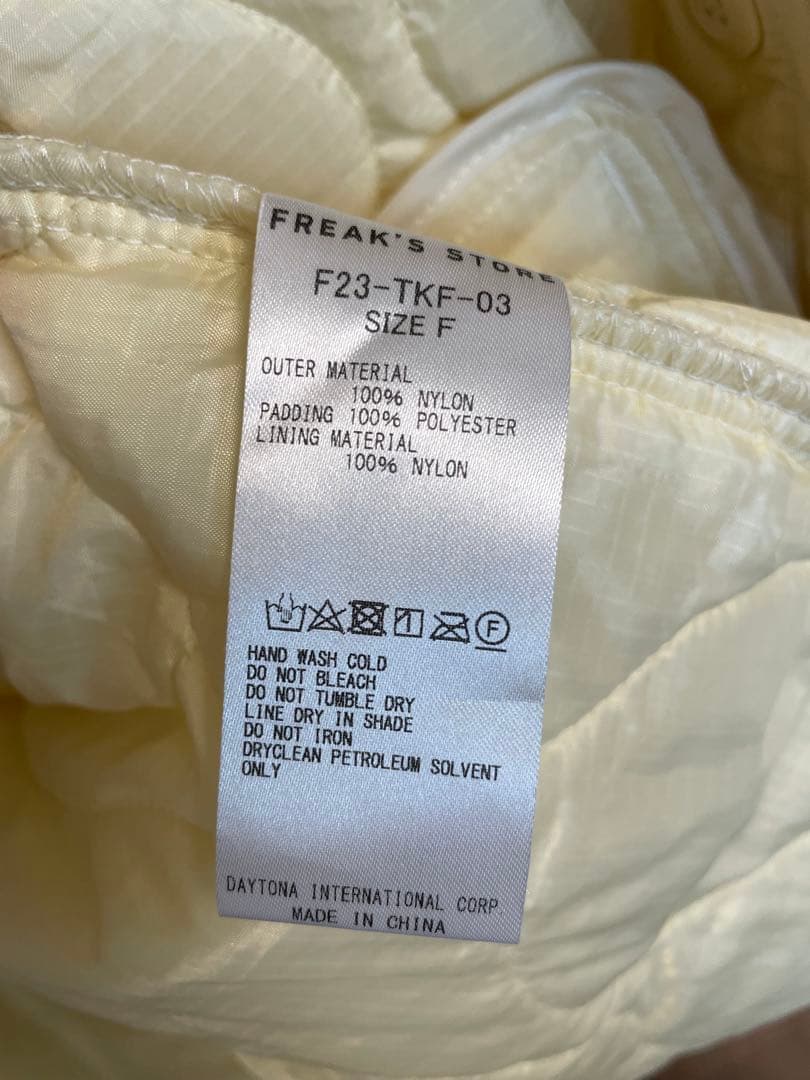 FREAK'S STORE
F23-TKF-03
SIZE F
OUTER MATERIAL
100% NYLON
PADDING 100% POLYESTER
LINING MATERIAL
100% NYLON
F
HAND WASH COLD
DO NOT BLEACH
DO NOT TUMBLE DRY
LINE DRY IN SHADE
DO NOT IRON
DRYCLEAN PETROLEUM SOLVENT
ONLY
DAYTONA INTERNATIONAL CORP.
MADE IN CHINA